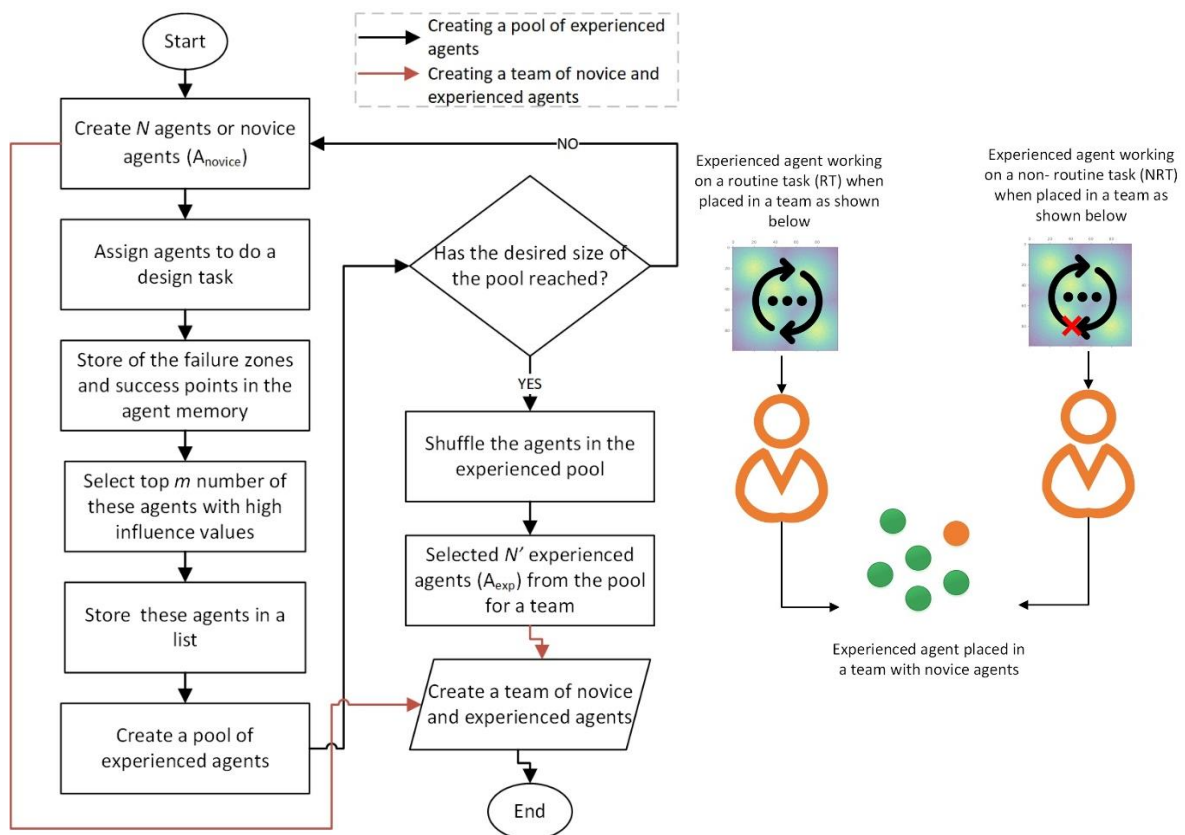 Start
Creating a pool of experienced
agents
Creating a team of novice and
experienced agents
Create N agents or novice
agents (Anovice)
NO
Assign agents to do a
design task
Has the desired size of
the pool reached?
Store of the failure zones
and success points in the
agent memory
YES
Select top m number of
these agents with high
influence values
Shuffle the agents in the
experienced pool
Store these agents in a
list
Selected N' experienced
agents (Aexp) from the pool
for a team
Create a pool of
experienced agents
Create a team of novice
and experienced agents
End
Experienced agent working
on a routine task (RT) when
placed in a team as shown
below
Experienced agent working
on a non- routine task (NRT)
when placed in a team as
shown below
Experienced agent placed in
a team with novice agents